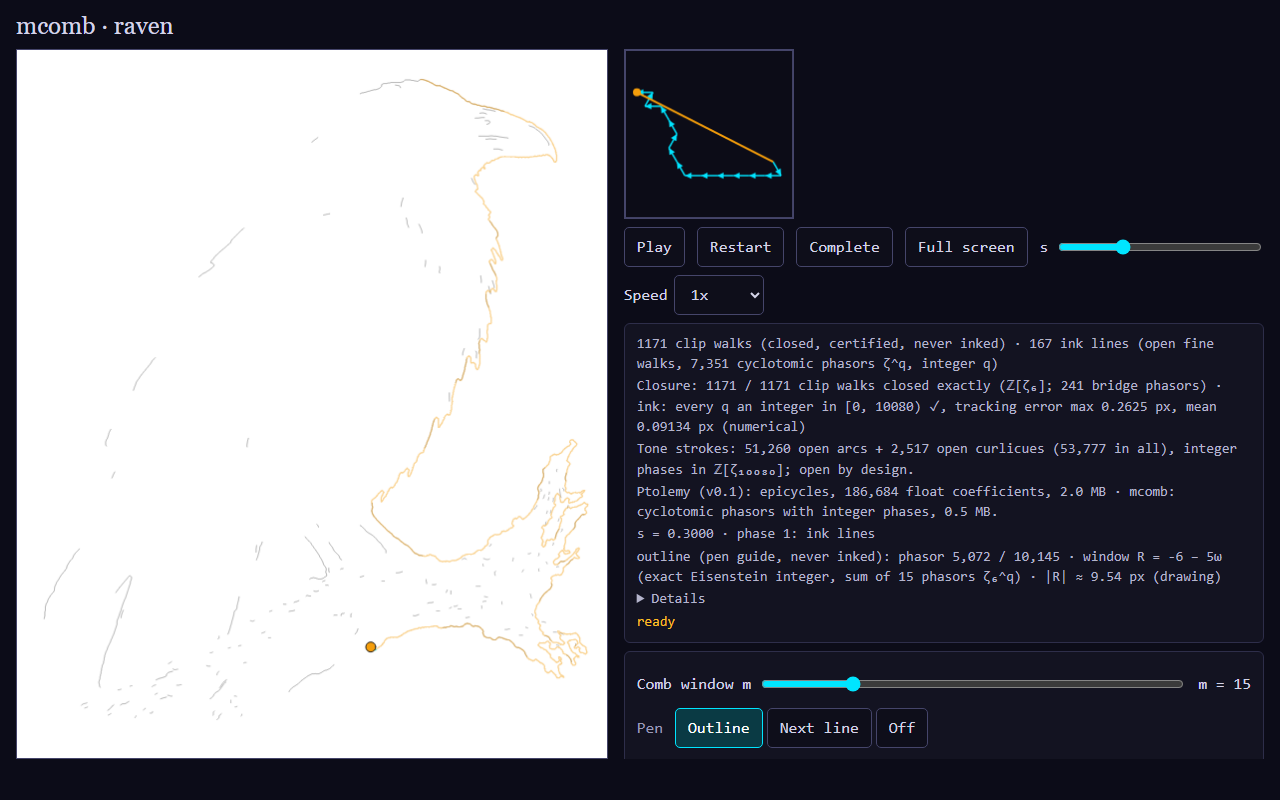 mcomb · raven
Play
Restart
Complete
Full screen
s
Speed
1x
1171 clip walks (closed, certified, never inked) · 167 ink lines (open fine
walks, 7,351 cyclotomic phasors ζ^q, integer q)
Closure: 1171 / 1171 clip walks closed exactly (ℤ[ζ₆]; 241 bridge phasors) ·
ink: every q an integer in [0, 10080) ✓, tracking error max 0.2625 px, mean
0.09134 px (numerical)
Tone strokes: 51,260 open arcs + 2,517 open curlicues (53,777 in all), integer
phases in ℤ[ζ₁₀₀₈₀]; open by design.
Ptolemy (v0.1): epicycles, 186,684 float coefficients, 2.0 MB · mcomb:
cyclotomic phasors with integer phases, 0.5 MB.
s = 0.3000 · phase 1: ink lines
outline (pen guide, never inked): phasor 5,072 / 10,145 · window R = -6 − 5ω
(exact Eisenstein integer, sum of 15 phasors ζ₆^q) · |R| ≈ 9.54 px (drawing)
▶ Details
ready
Comb window m
m = 15
Pen
Outline
Next line
Off